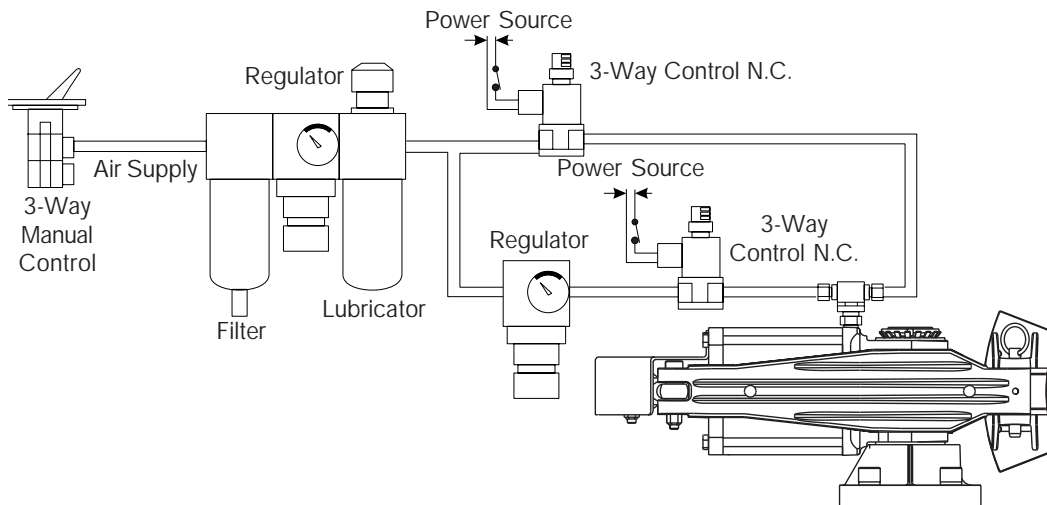 Power Source
Regulator
3-Way Control N.C.
Air Supply
Power Source
3-Way
Manual
Control
Regulator
3-Way
Control N.C.
Lubricator
Filter